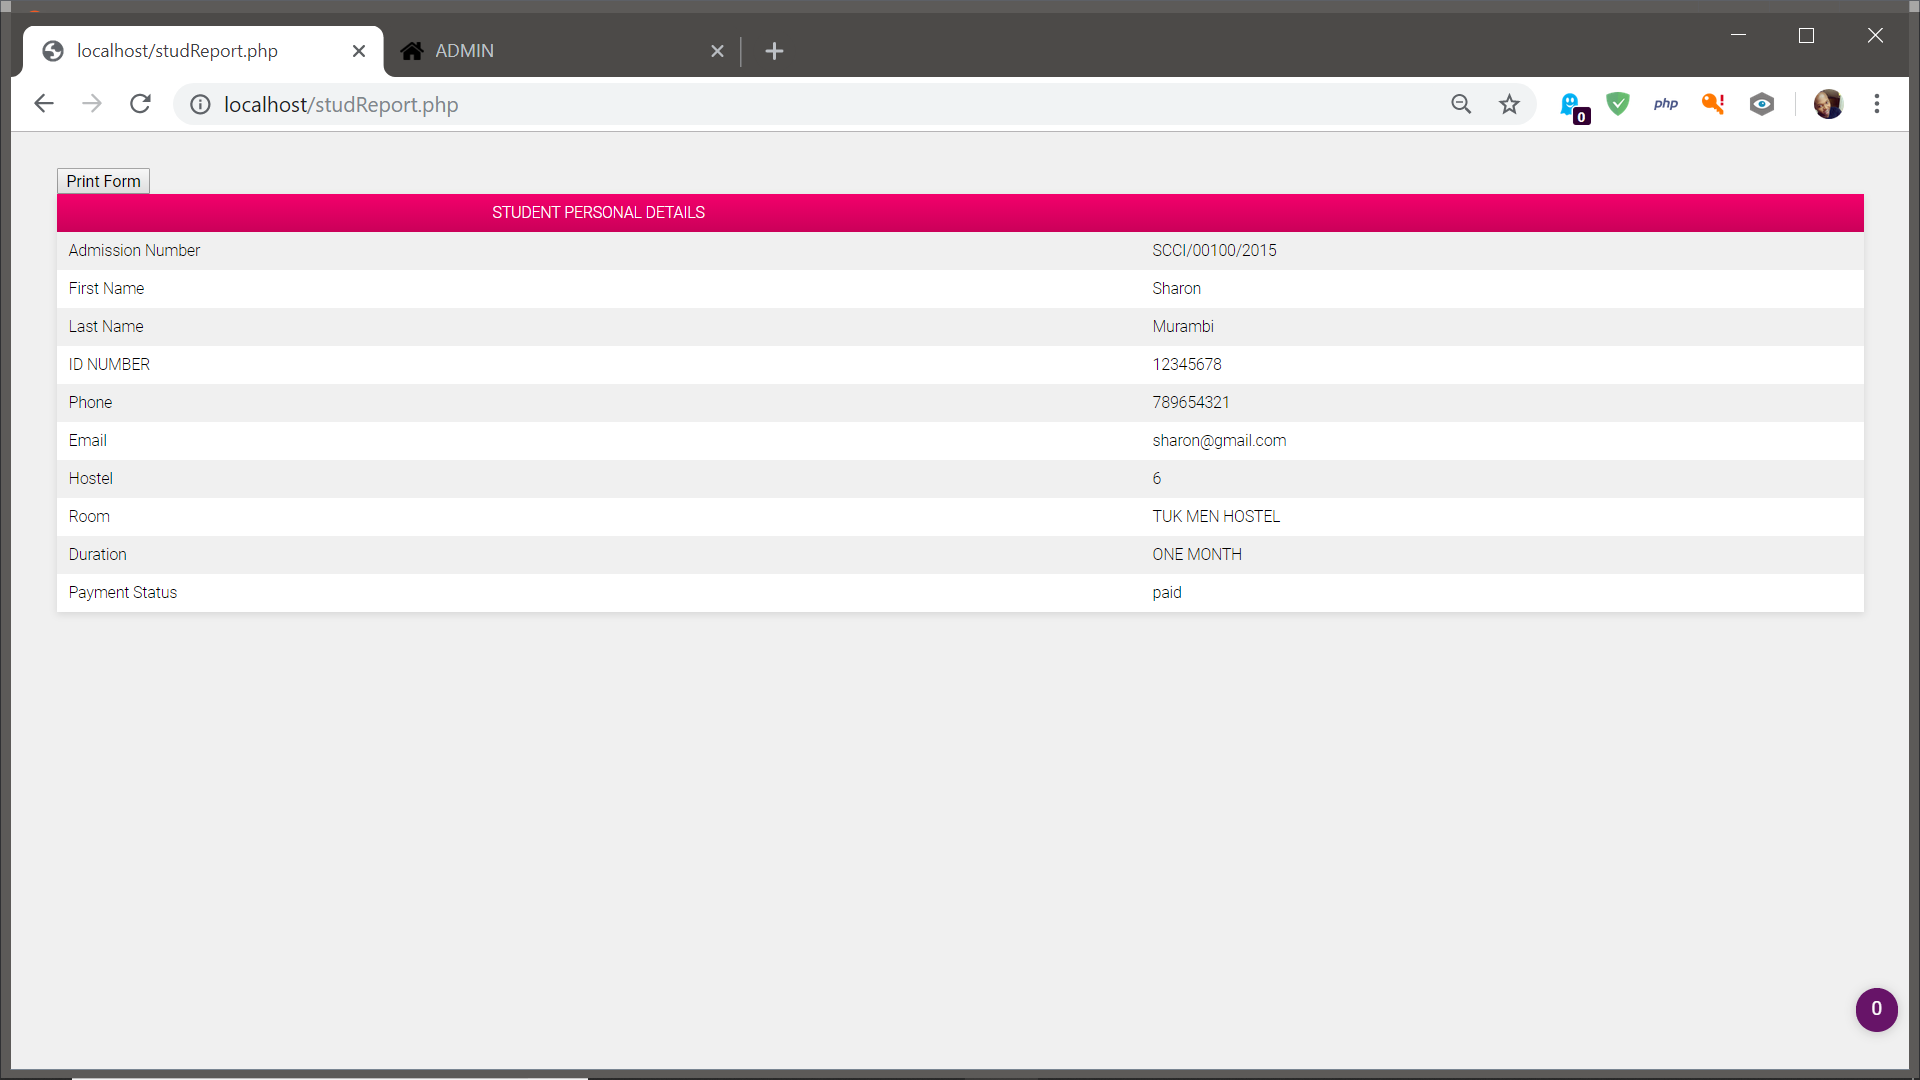 localhost/studReport.php
ADMIN
localhost/studReport.php
0
php
Print Form
STUDENT PERSONAL DETAILS
Admission Number SCCI/00100/2015
First Name Sharon
Last Name Murambi
ID NUMBER 12345678
Phone 789654321
Email sharon@gmail.com
Hostel 6
Room TUK MEN HOSTEL
Duration ONE MONTH
Payment Status paid
0